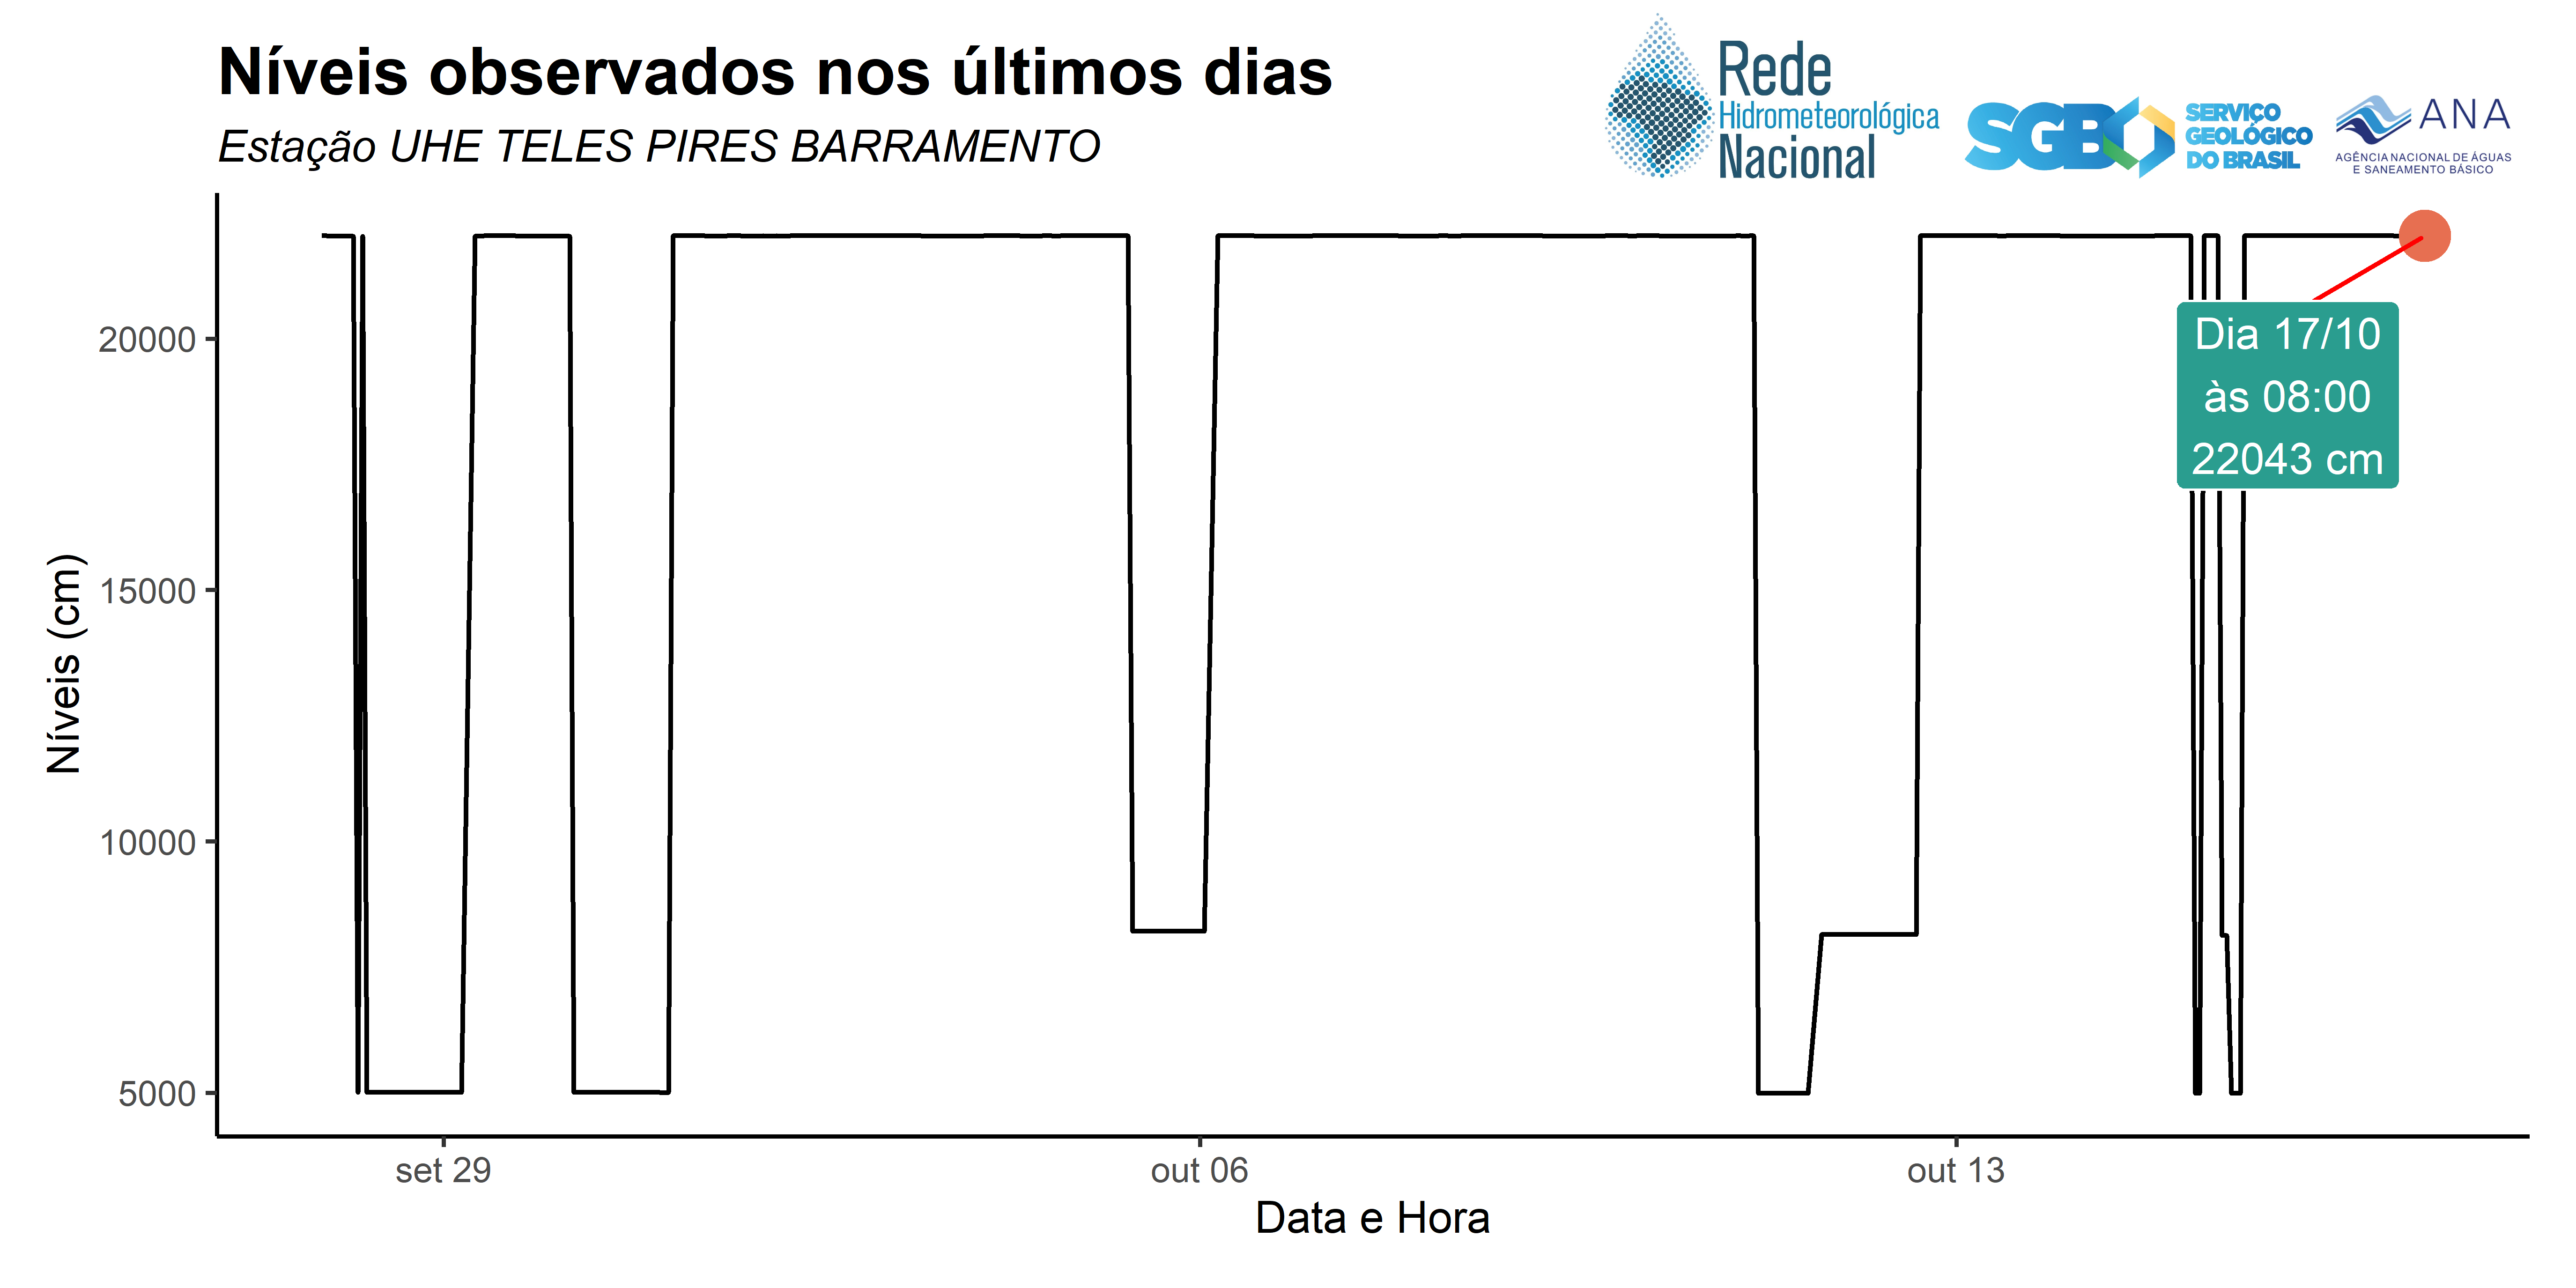 Níveis observados nos últimos dias
Estação UHE TELES PIRES BARRAMENTO
Rede
Hidrometeorológica
Nacional
SGB
SERVIÇO
GEOLÓGICO
DO BRASIL
ANA
AGÊNCIA NACIONAL DE ÁGUAS
E SANEAMENTO BÁSICO
Níveis (cm)
20000
15000
10000
5000
Dia 17/10
às 08:00
22043 cm
set 29
out 06
out 13
Data e Hora